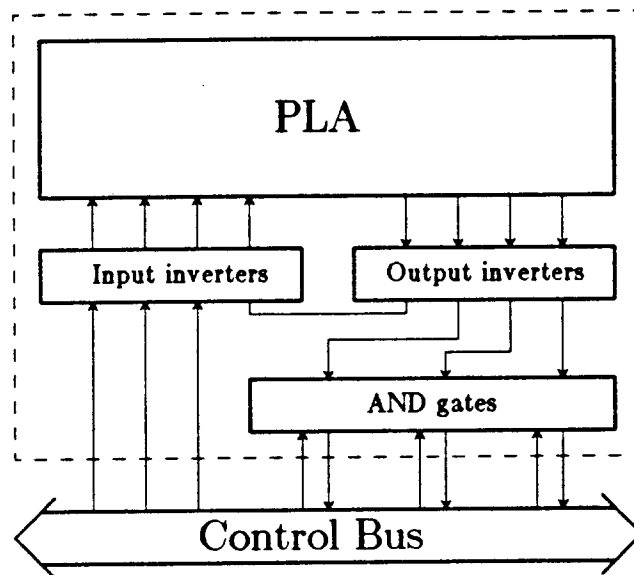 PLA
Input inverters
Output inverters
AND gates
Control Bus